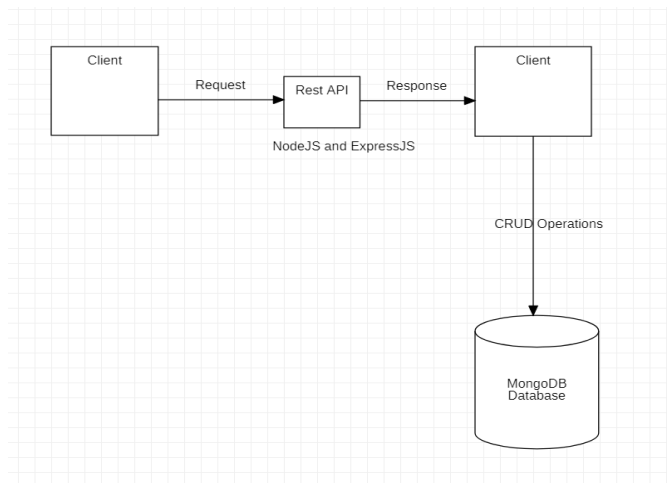 Client
Request
Rest API
Response
Client
NodeJS and ExpressJS
CRUD Operations
MongoDB
Database